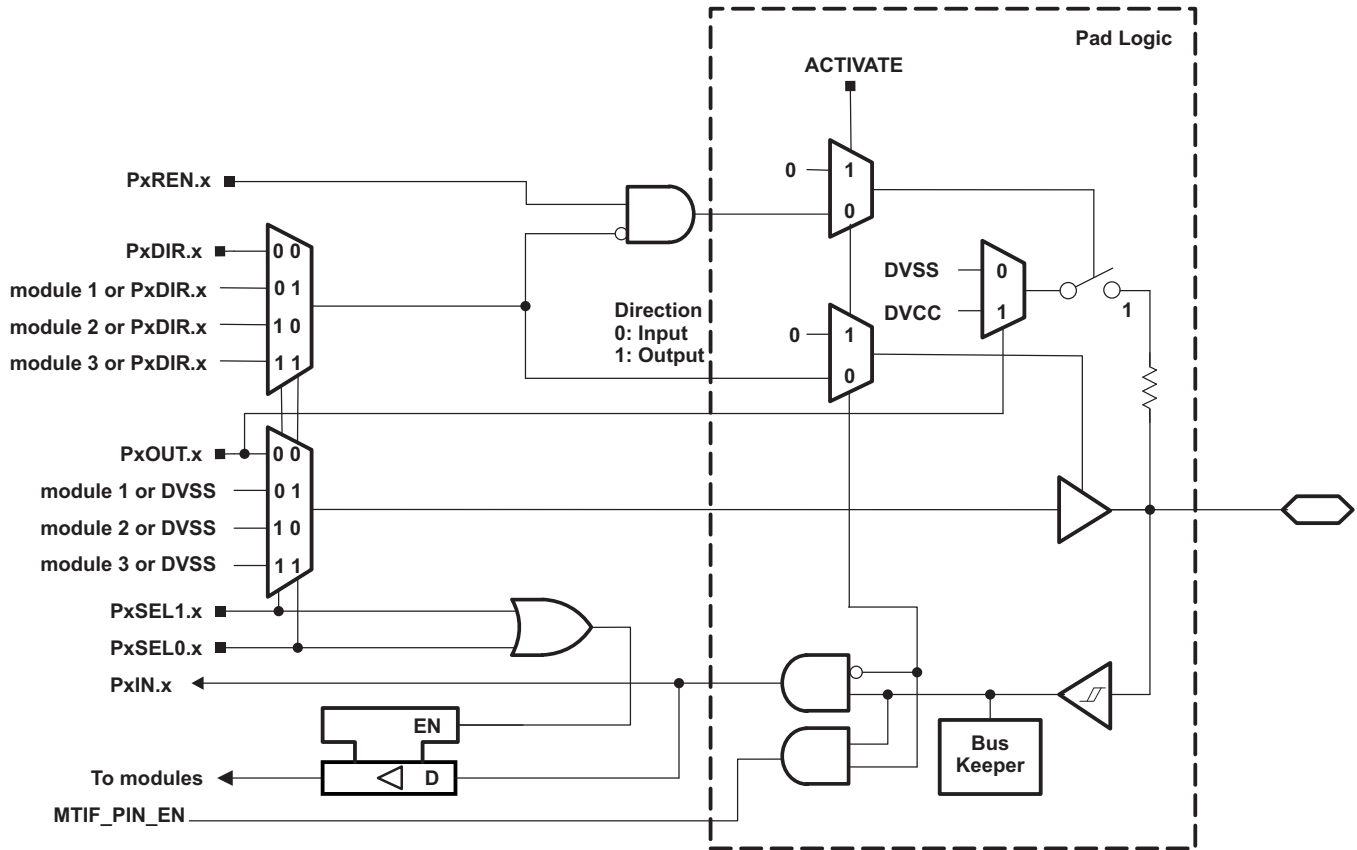 Pad Logic
ACTIVATE
PxREN.x
0
1
0
PxDIR.x
0 0
module 1 or PxDIR.x
0 1
module 2 or PxDIR.x
1 0
module 3 or PxDIR.x
1 1
DVSS
0
DVCC
1
1
Direction
0: Input
1: Output
0
1
0
PxOUT.x
0 0
module 1 or DVSS
0 1
module 2 or DVSS
1 0
module 3 or DVSS
1 1
PxSEL1.x
PxSEL0.x
PxIN.x
EN
Bus
Keeper
To modules
D
MTIF_PIN_EN